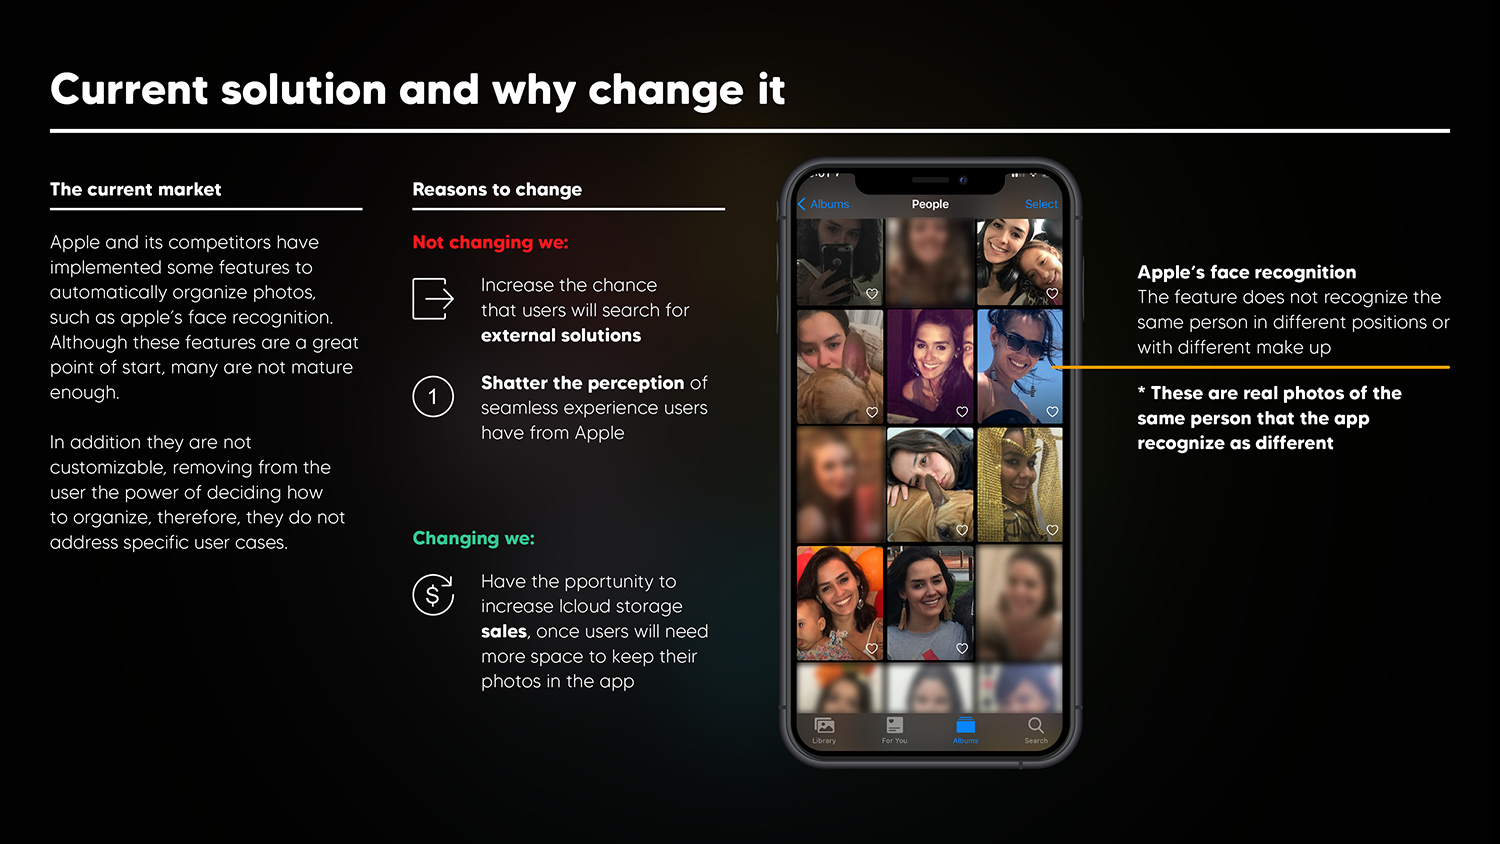 Current solution and why change it
The current market
Apple and its competitors have
implemented some features to
automatically organize photos,
such as apple's face recognition.
Although these features are a great
point of start, many are not mature
enough.
In addition they are not
customizable, removing from the
user the power of deciding how
to organize, therefore, they do not
address specific user cases.
Reasons to change
Not changing we:
Increase the chance
that users will search for
external solutions
1
Shatter the perception of
seamless experience users
have from Apple
Changing we:
$
Have the pportunity to
increase Icloud storage
sales, once users will need
more space to keep their
photos in the app
Albums
People
Select
Library
For You
Albums
Search
Apple's face recognition
The feature does not recognize the
same person in different positions or
with different make up
* These are real photos of the
same person that the app
recognize as different